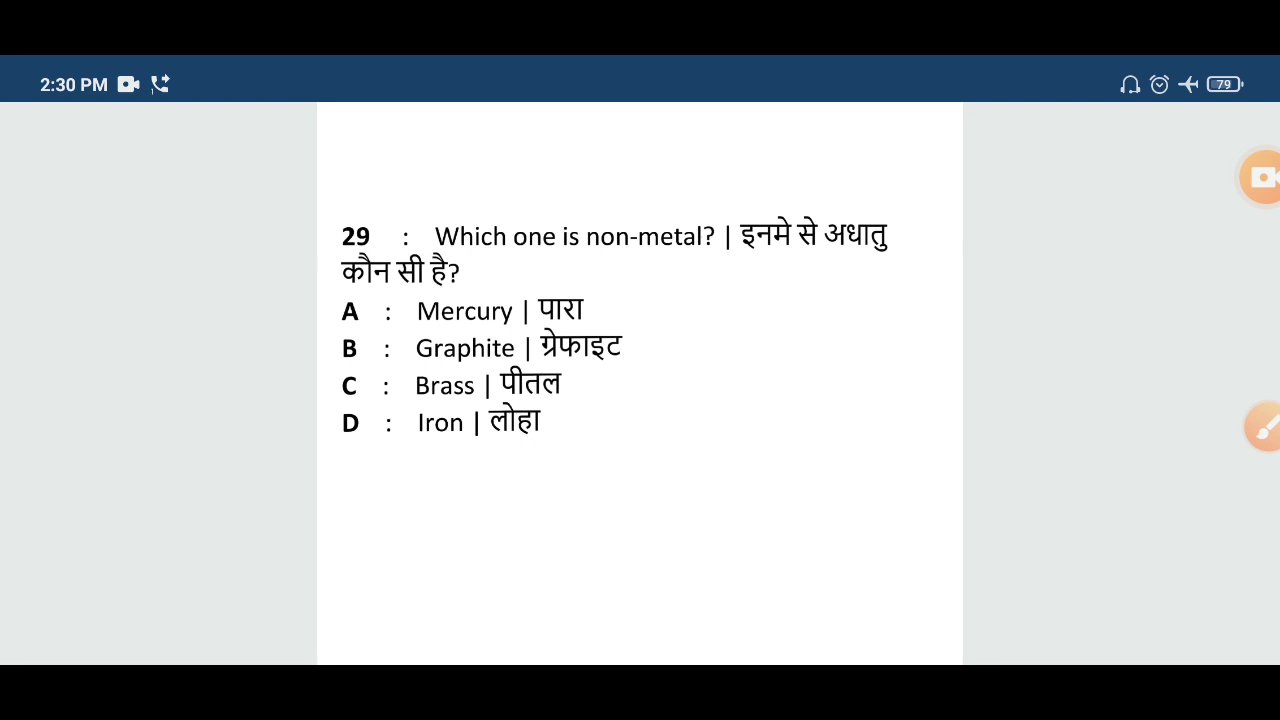 2:30 PM
79
29 : Which one is non-metal? | इनमे से अधातु
कौन सी है?
A : Mercury | पारा
B : Graphite | ग्रेफाइट
C : Brass | पीतल
D : Iron | लोहा